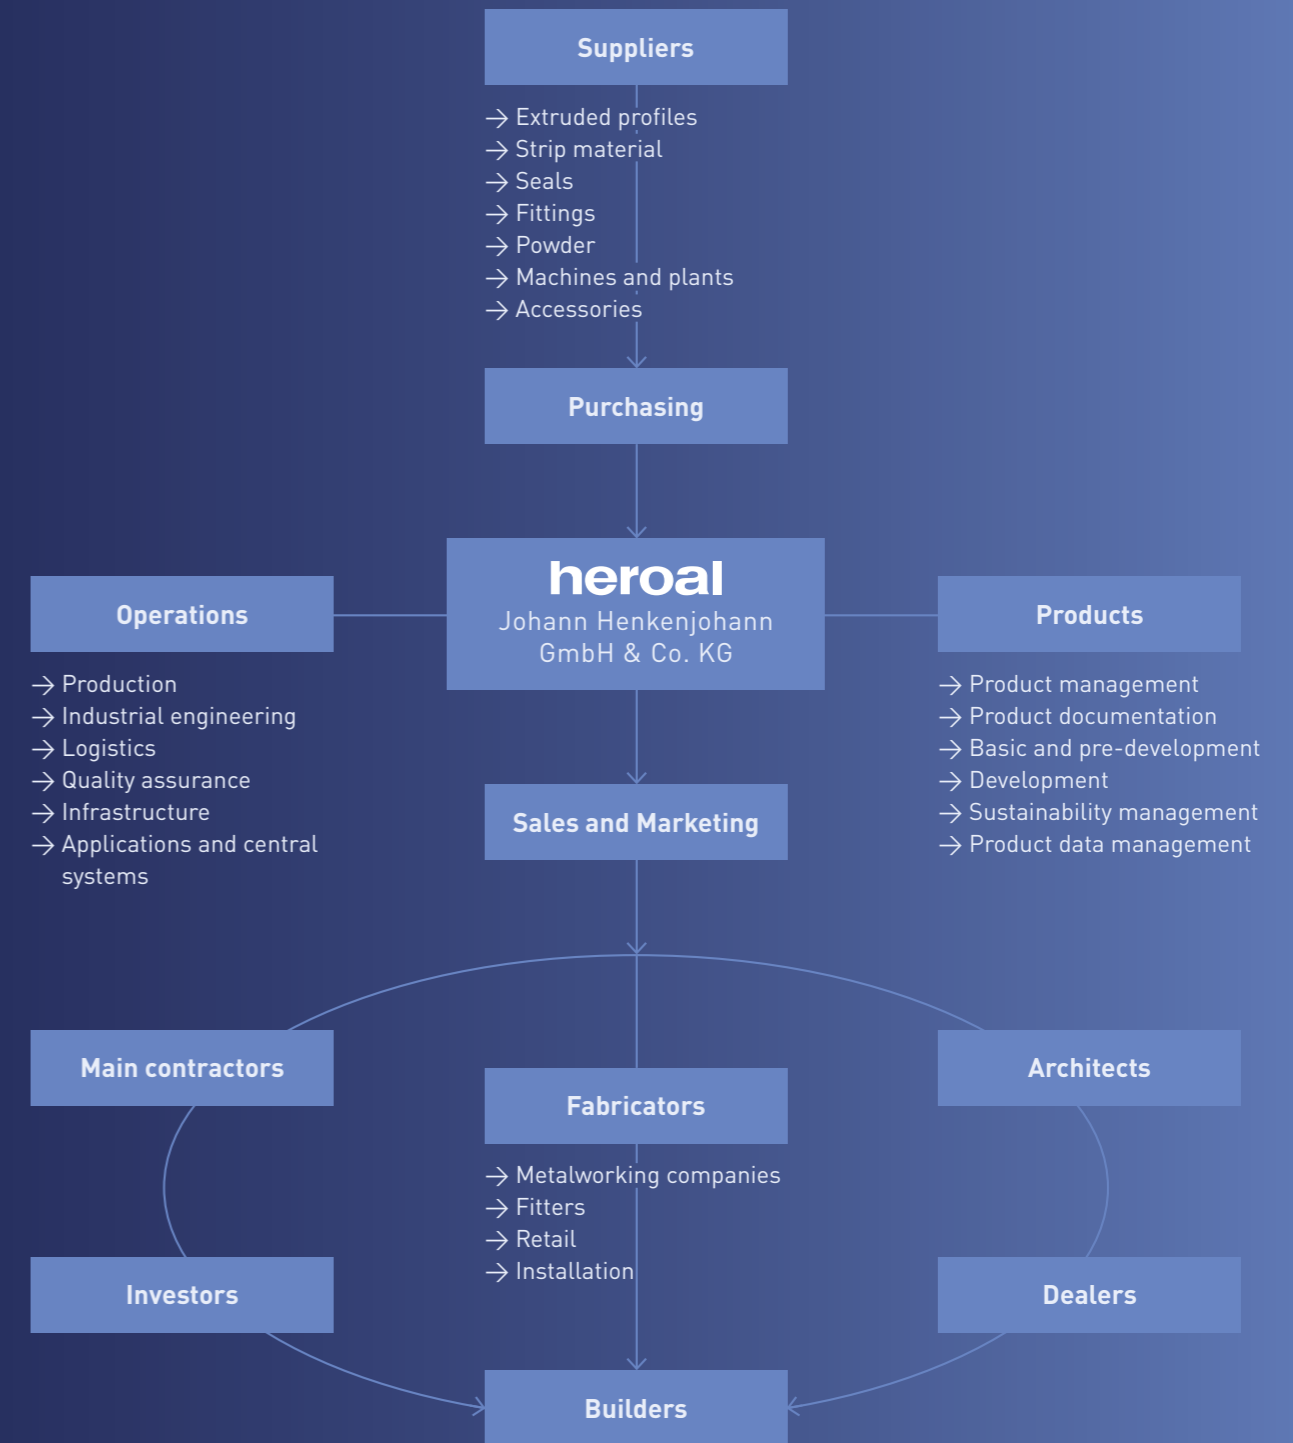 Suppliers
→ Extruded profiles
→ Strip material
→ Seals
→ Fittings
→ Powder
→ Machines and plants
→ Accessories
Purchasing
heroal
Johann Henkenjohann
GmbH & Co. KG
Operations
→ Production
→ Industrial engineering
→ Logistics
→ Quality assurance
→ Infrastructure
→ Applications and central
systems
Products
→ Product management
→ Product documentation
→ Basic and pre-development
→ Development
→ Sustainability management
→ Product data management
Sales and Marketing
Main contractors
Architects
Fabricators
→ Metalworking companies
→ Fitters
→ Retail
→ Installation
Investors
Dealers
Builders